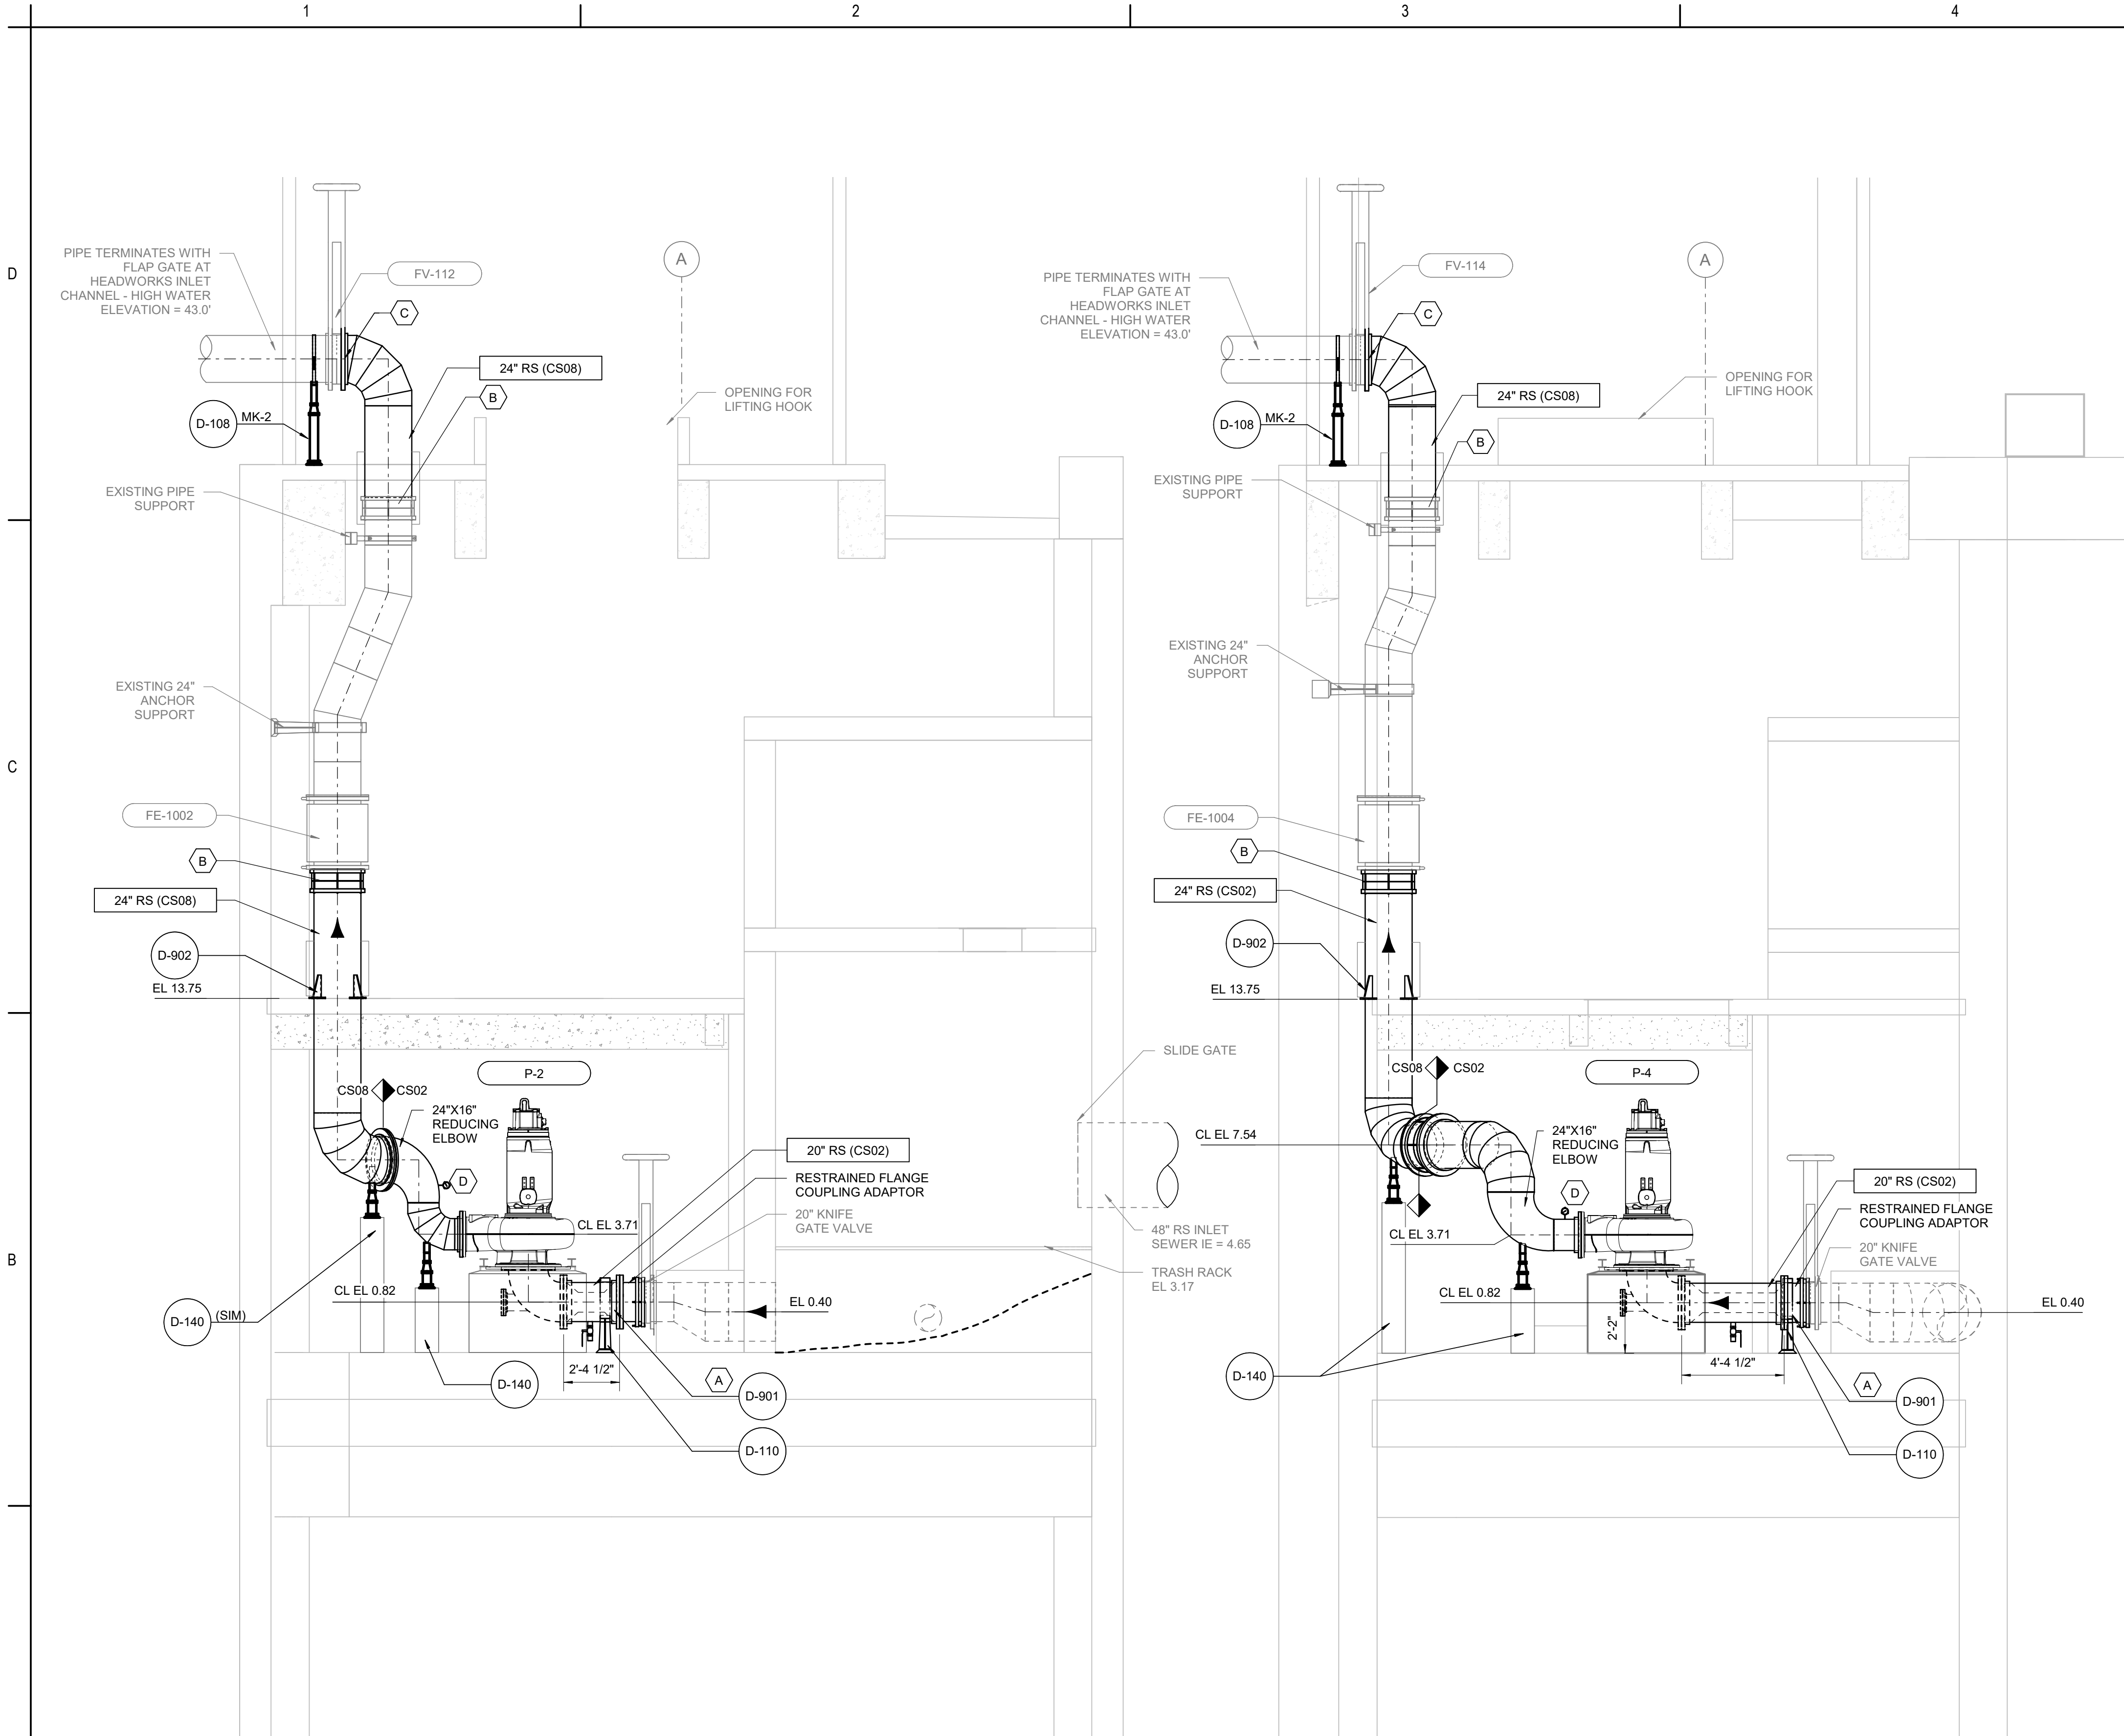 1
2
3
4
D
C
B
PIPE TERMINATES WITH
FLAP GATE AT
HEADWORKS INLET
CHANNEL - HIGH WATER
ELEVATION = 43.0'
FV-112
A
C
24" RS (CS08)
B
OPENING FOR
LIFTING HOOK
D-108
MK-2
EXISTING PIPE
SUPPORT
EXISTING 24"
ANCHOR
SUPPORT
FE-1002
B
24" RS (CS08)
D-902
EL 13.75
P-2
CS08
CS02
24"X16"
REDUCING
ELBOW
D
20" RS (CS02)
RESTRAINED FLANGE
COUPLING ADAPTOR
20" KNIFE
GATE VALVE
CL EL 3.71
CL EL 0.82
EL 0.40
D-140
(SIM)
D-140
2'-4 1/2"
A
D-901
D-110
SLIDE GATE
48" RS INLET
SEWER IE = 4.65
TRASH RACK
EL 3.17
PIPE TERMINATES WITH
FLAP GATE AT
HEADWORKS INLET
CHANNEL - HIGH WATER
ELEVATION = 43.0'
FV-114
A
C
24" RS (CS08)
B
OPENING FOR
LIFTING HOOK
D-108
MK-2
EXISTING PIPE
SUPPORT
EXISTING 24"
ANCHOR
SUPPORT
FE-1004
B
24" RS (CS02)
D-902
EL 13.75
P-4
CS08
CS02
CL EL 7.54
24"X16"
REDUCING
ELBOW
D
20" RS (CS02)
RESTRAINED FLANGE
COUPLING ADAPTOR
20" KNIFE
GATE VALVE
CL EL 3.71
CL EL 0.82
EL 0.40
2'-2"
4'-4 1/2"
D-140
A
D-901
D-110